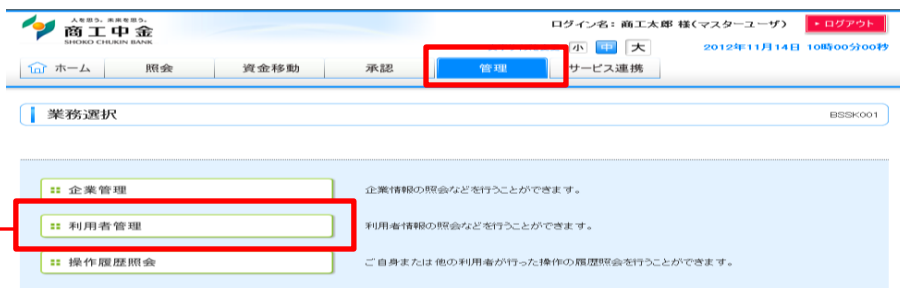 人を思う。未来を思う。
商工中金
SHOKO CHUKIN BANK
ログイン名：商工太郎 様（マスターユーザ）
ログアウト
小 中 大
2012年11月14日 10時00分00秒
ホーム 照会 資金移動 承認 管理 サービス連携
業務選択
BSSK001
企業管理
企業情報の照会などを行うことができます。
利用者管理
利用者情報の照会などを行うことができます。
操作履歴照会
ご自身または他の利用者が行った操作の履歴照会を行うことができます。